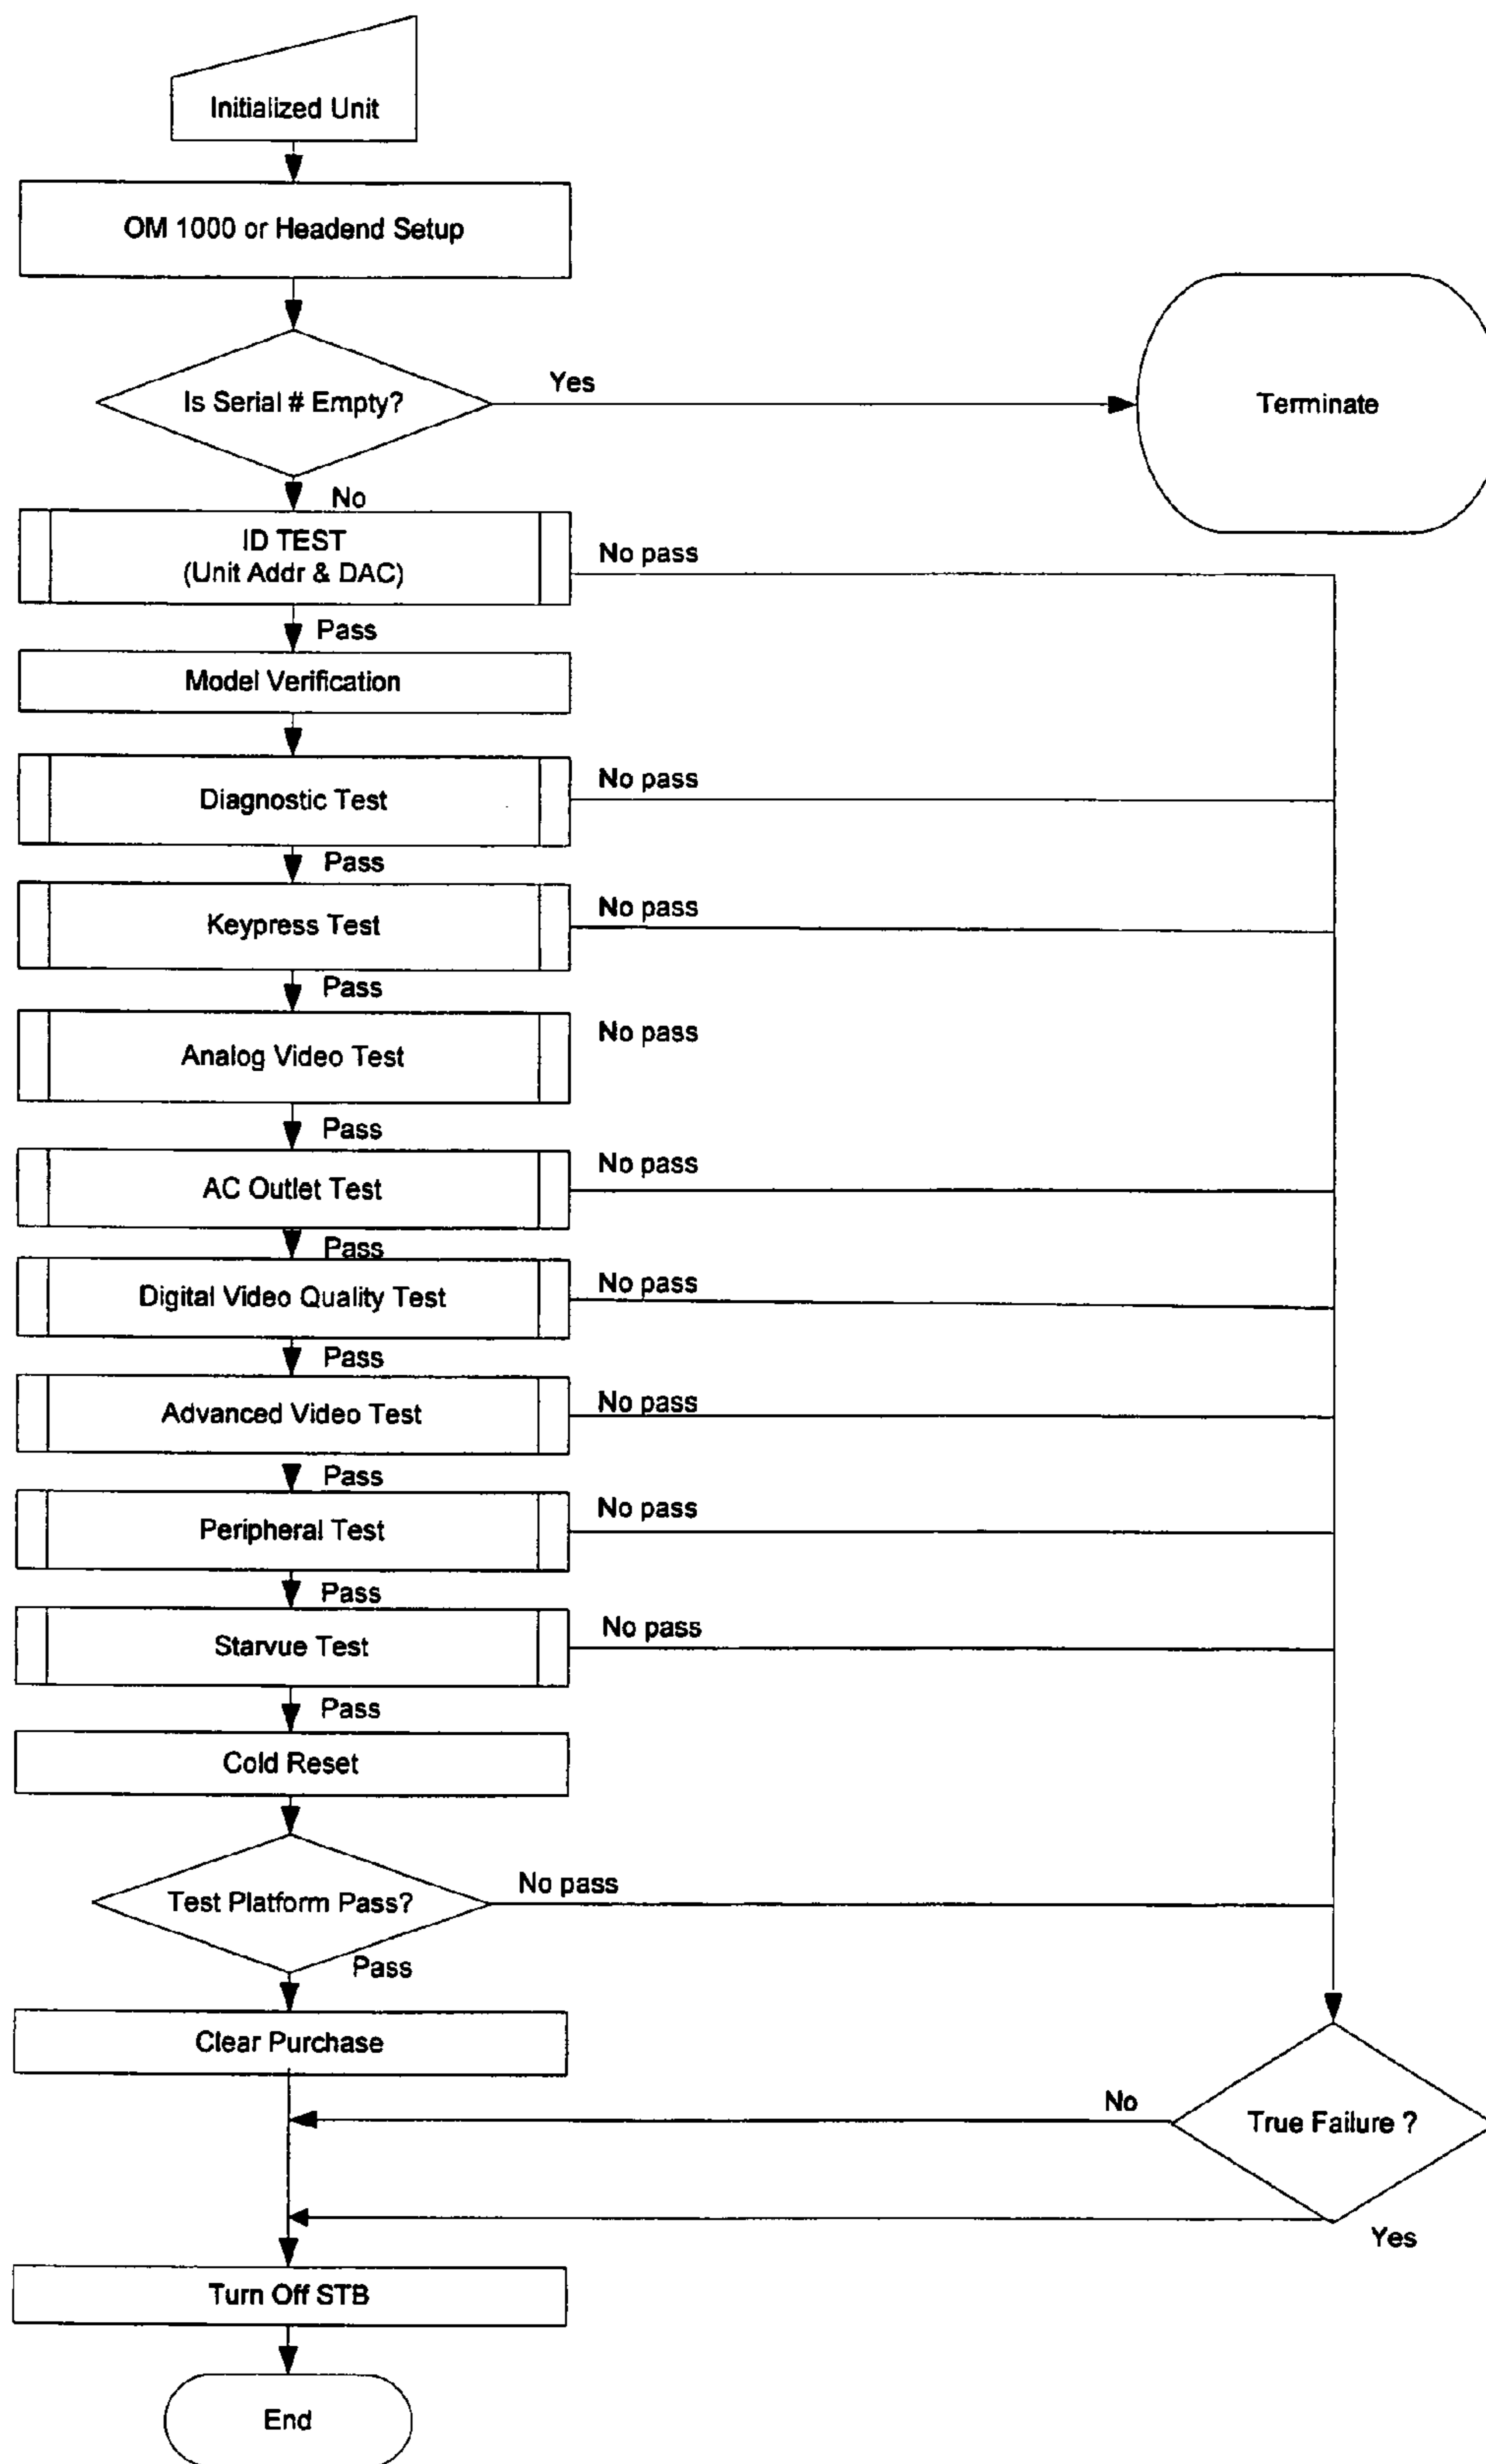 Initialized Unit
OM 1000 or Headend Setup
Is Serial # Empty?
Yes
Terminate
No
ID TEST
(Unit Addr & DAC)
No pass
Pass
Model Verification
Diagnostic Test
No pass
Pass
Keypress Test
No pass
Pass
Analog Video Test
No pass
Pass
AC Outlet Test
No pass
Pass
Digital Video Quality Test
No pass
Pass
Advanced Video Test
No pass
Pass
Peripheral Test
No pass
Pass
Starvue Test
No pass
Pass
Cold Reset
Test Platform Pass?
No pass
Pass
Clear Purchase
No
True Failure ?
Yes
Turn Off STB
End